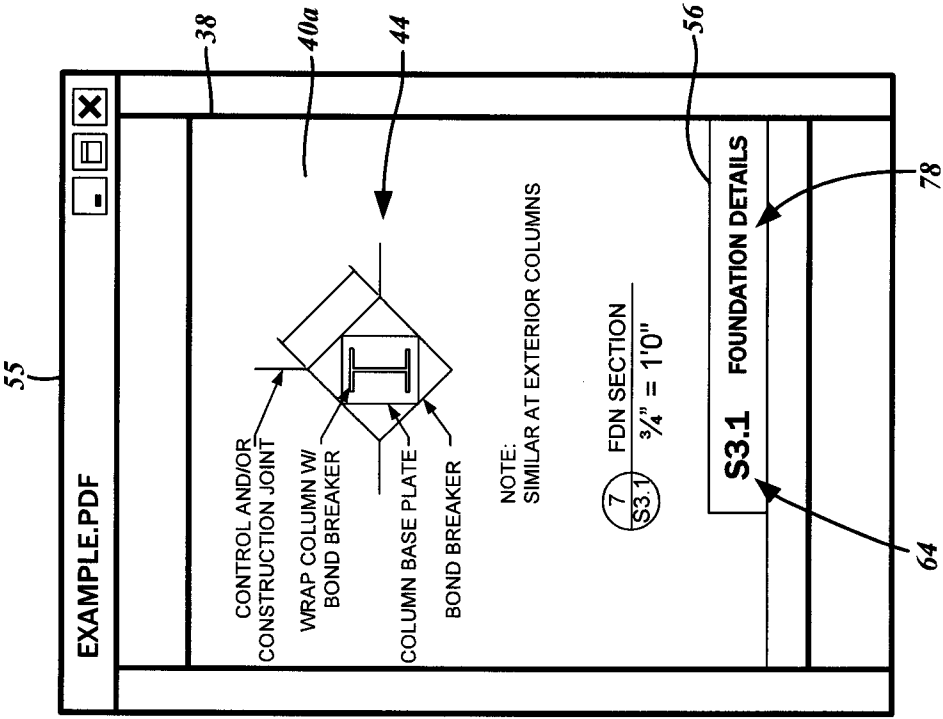 55
EXAMPLE.PDF
38
40a
44
CONTROL AND/OR
CONSTRUCTION JOINT
WRAP COLUMN W/
BOND BREAKER
COLUMN BASE PLATE
BOND BREAKER
NOTE:
SIMILAR AT EXTERIOR COLUMNS
7
S3.1
FDN SECTION
¾" = 1'0"
56
S3.1 FOUNDATION DETAILS
64
78